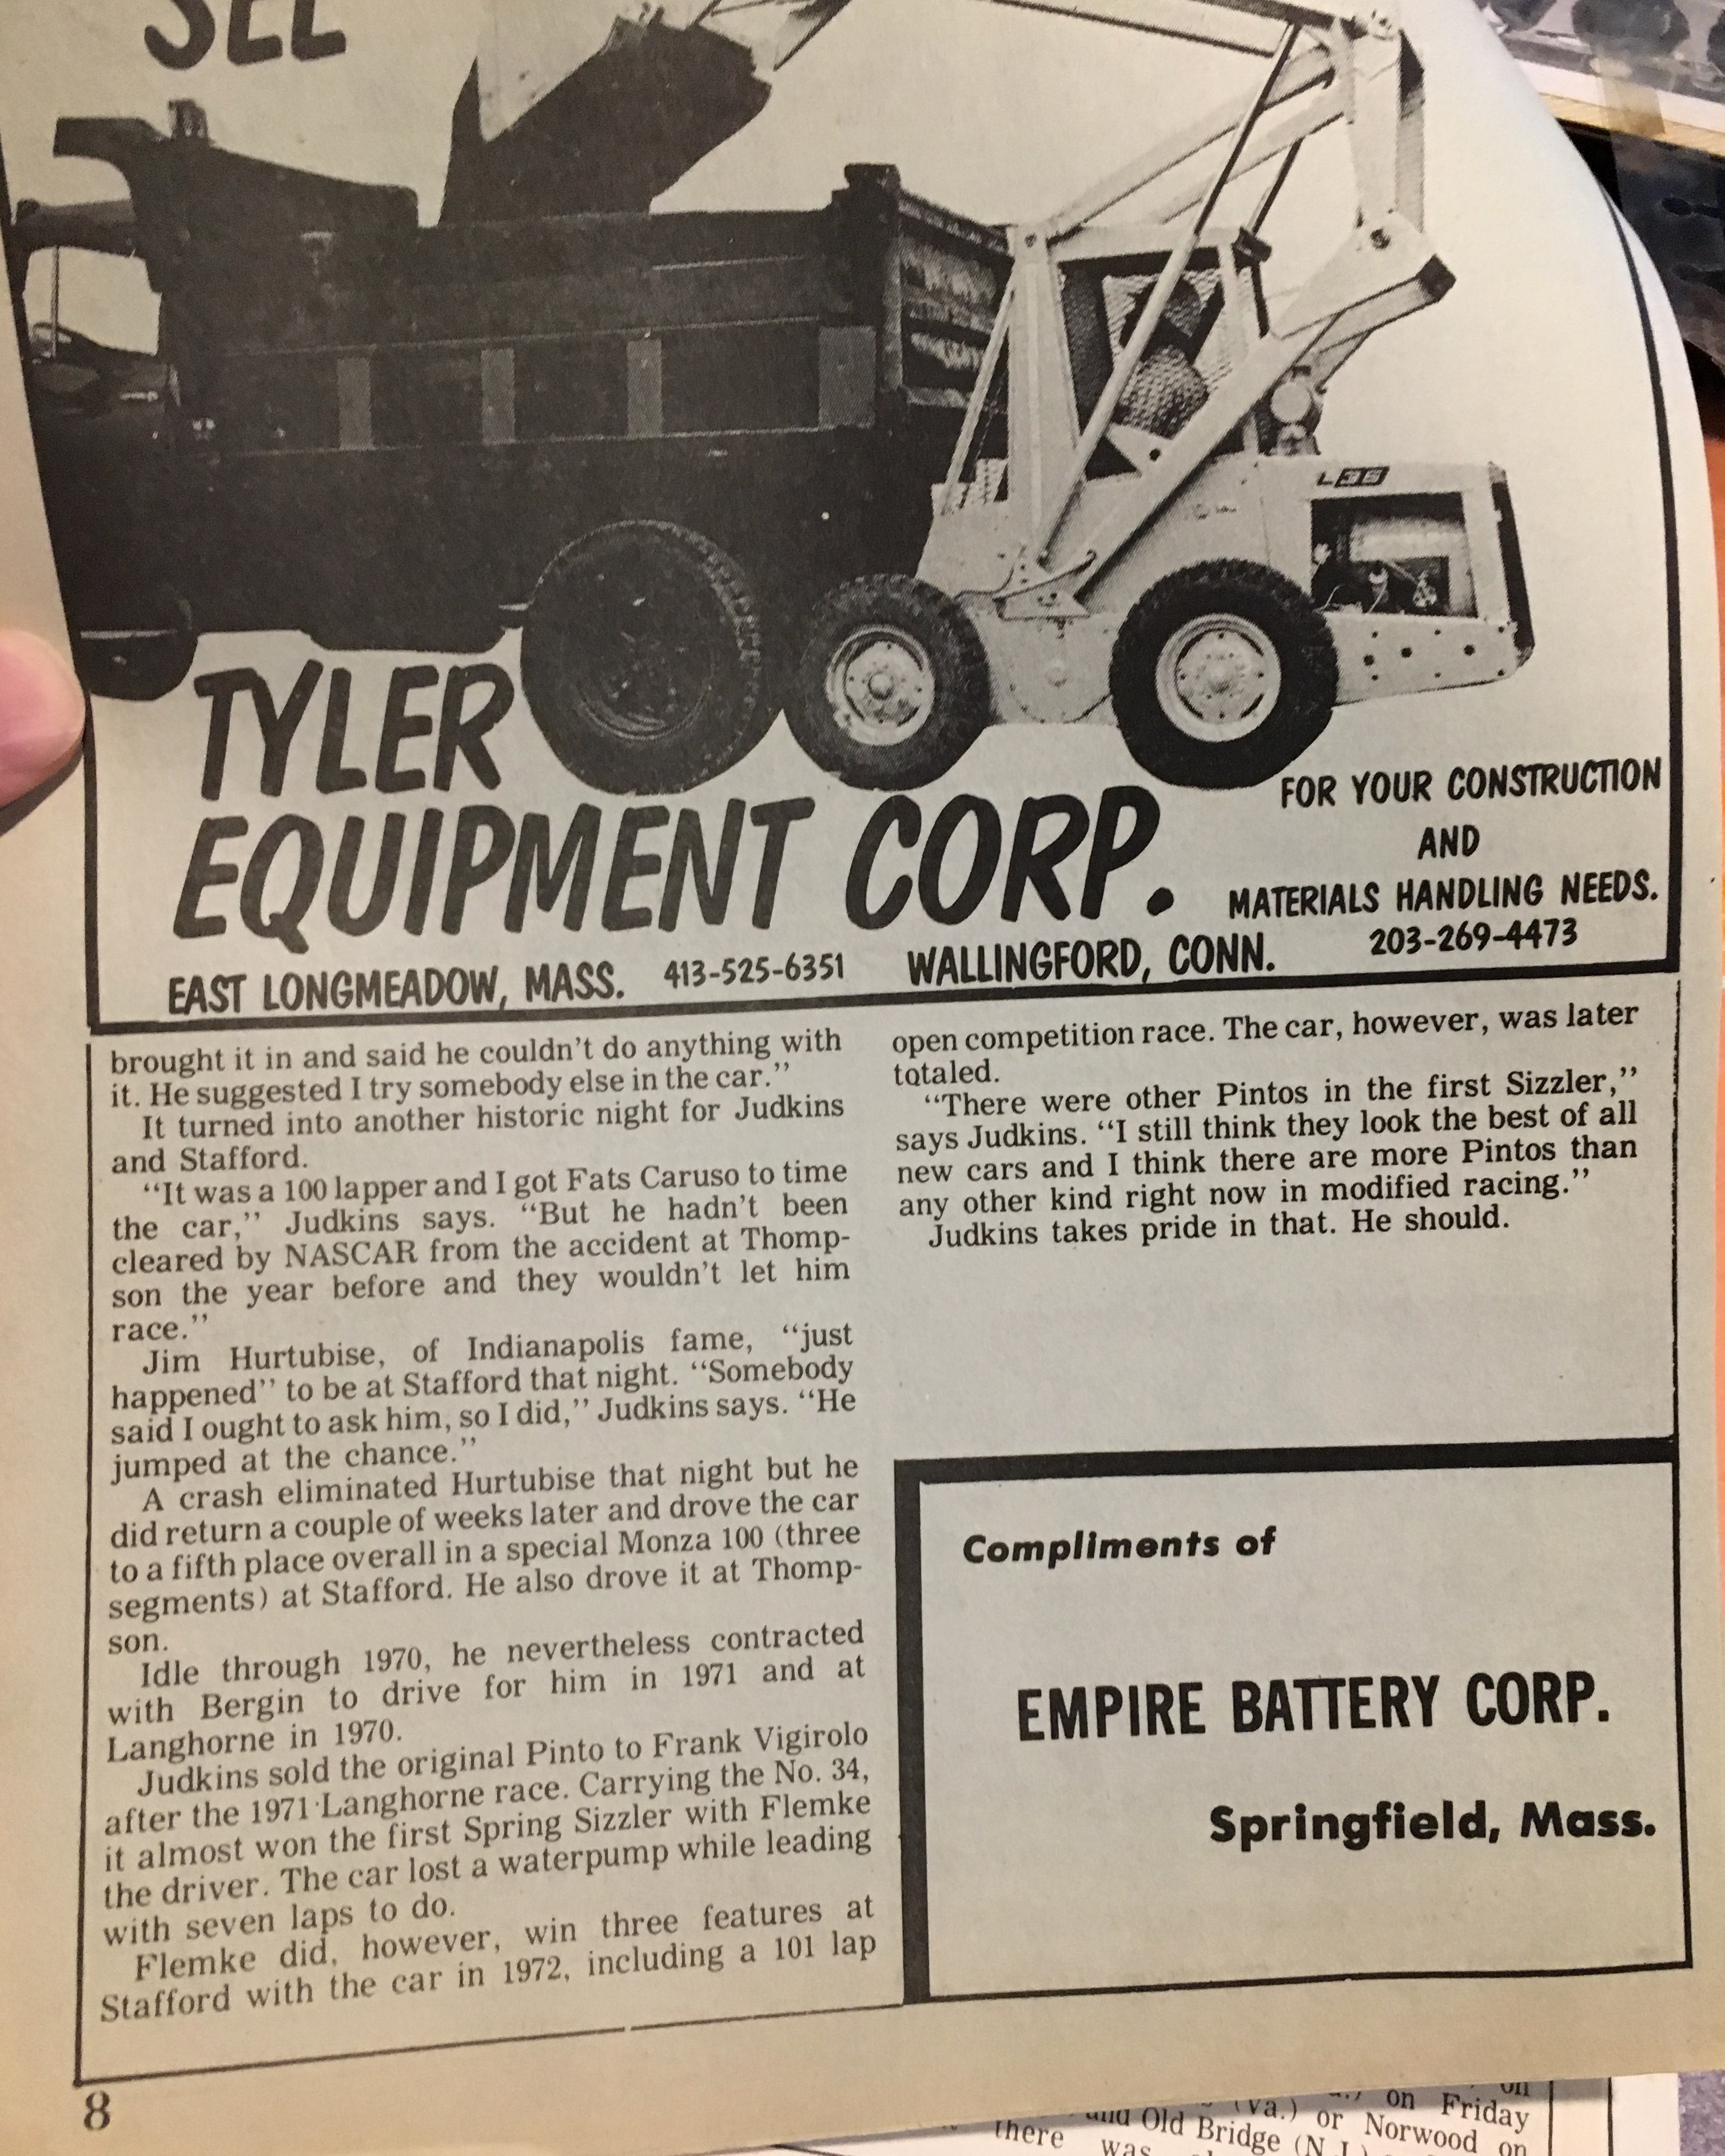 SEE
L35
TYLER
EQUIPMENT CORP.
FOR YOUR CONSTRUCTION
AND
MATERIALS HANDLING NEEDS.
EAST LONGMEADOW, MASS. 413-525-6351 WALLINGFORD, CONN. 203-269-4473
brought it in and said he couldn't do anything with
it. He suggested I try somebody else in the car.''
It turned into another historic night for Judkins
and Stafford.
''It was a 100 lapper and I got Fats Caruso to time
the car,'' Judkins says. ''But he hadn't been
cleared by NASCAR from the accident at Thomp-
son the year before and they wouldn't let him
race.''
Jim Hurtubise, of Indianapolis fame, ''just
happened'' to be at Stafford that night. ''Somebody
said I ought to ask him, so I did,'' Judkins says. ''He
jumped at the chance.''
A crash eliminated Hurtubise that night but he
did return a couple of weeks later and drove the car
to a fifth place overall in a special Monza 100 (three
segments) at Stafford. He also drove it at Thomp-
son.
Idle through 1970, he nevertheless contracted
with Bergin to drive for him in 1971 and at
Langhorne in 1970.
Judkins sold the original Pinto to Frank Vigirolo
after the 1971 Langhorne race. Carrying the No. 34,
it almost won the first Spring Sizzler with Flemke
the driver. The car lost a waterpump while leading
with seven laps to do.
Flemke did, however, win three features at
Stafford with the car in 1972, including a 101 lap
open competition race. The car, however, was later
totaled.
''There were other Pintos in the first Sizzler,''
says Judkins. ''I still think they look the best of all
new cars and I think there are more Pintos than
any other kind right now in modified racing.''
Judkins takes pride in that. He should.
Compliments of
EMPIRE BATTERY CORP.
Springfield, Mass.
8
(Va.) on Friday
and Old Bridge (N.J.) or Norwood on
there was